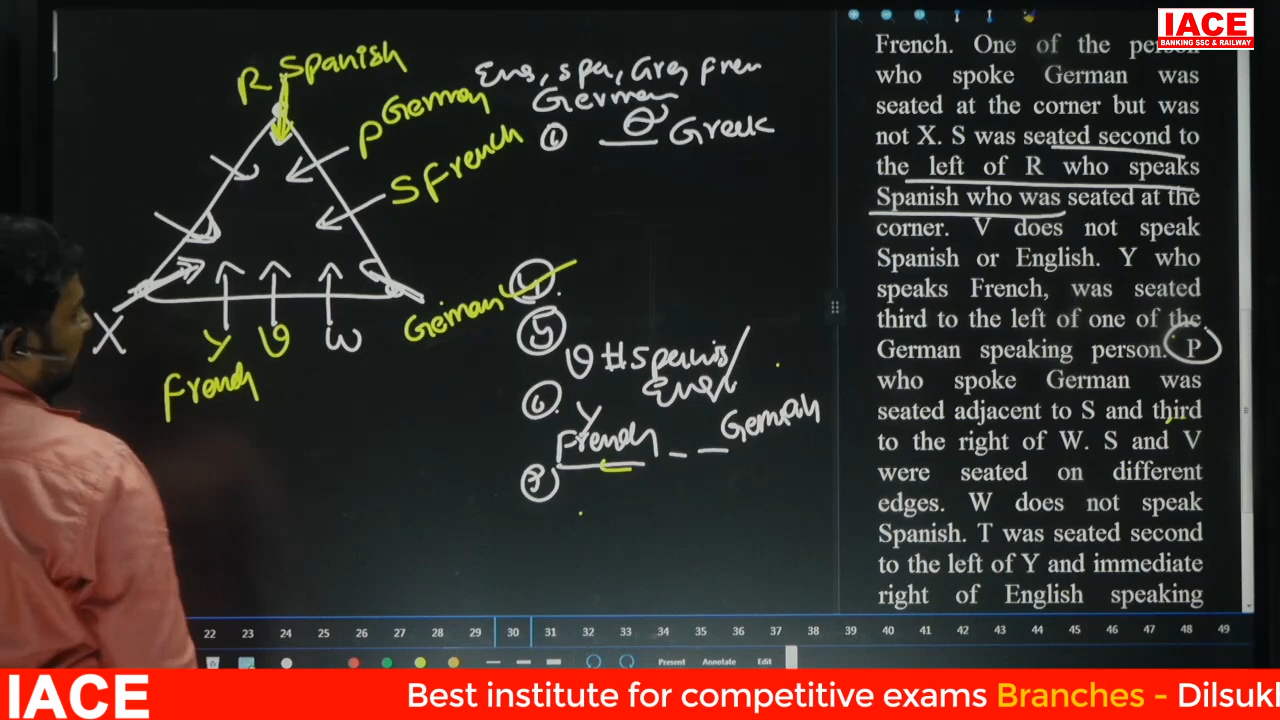 IACE
BANKING SSC & RAILWAY
R Spanish
P German
S French
Eng, spa, Gre, fren
German
Greek
X
Y
French
V
W
German
4.
5
V # Spanis/
Eng/
6.
Y
French _ _ German
French. One of the person
who spoke German was
seated at the corner but was
not X. S was seated second to
the left of R who speaks
Spanish who was seated at the
corner. V does not speak
Spanish or English. Y who
speaks French, was seated
third to the left of one of the
German speaking person. P
who spoke German was
seated adjacent to S and third
to the right of W. S and V
were seated on different
edges. W does not speak
Spanish. T was seated second
to the left of Y and immediate
right of English speaking
22 23 24 25 26 27 28 29 30 31 32 33 34 35 36 37 38 39 40 41 42 43 44 45 46 47 48 49
Present Annotate Edit
IACE Best institute for competitive exams Branches - Dilsuk